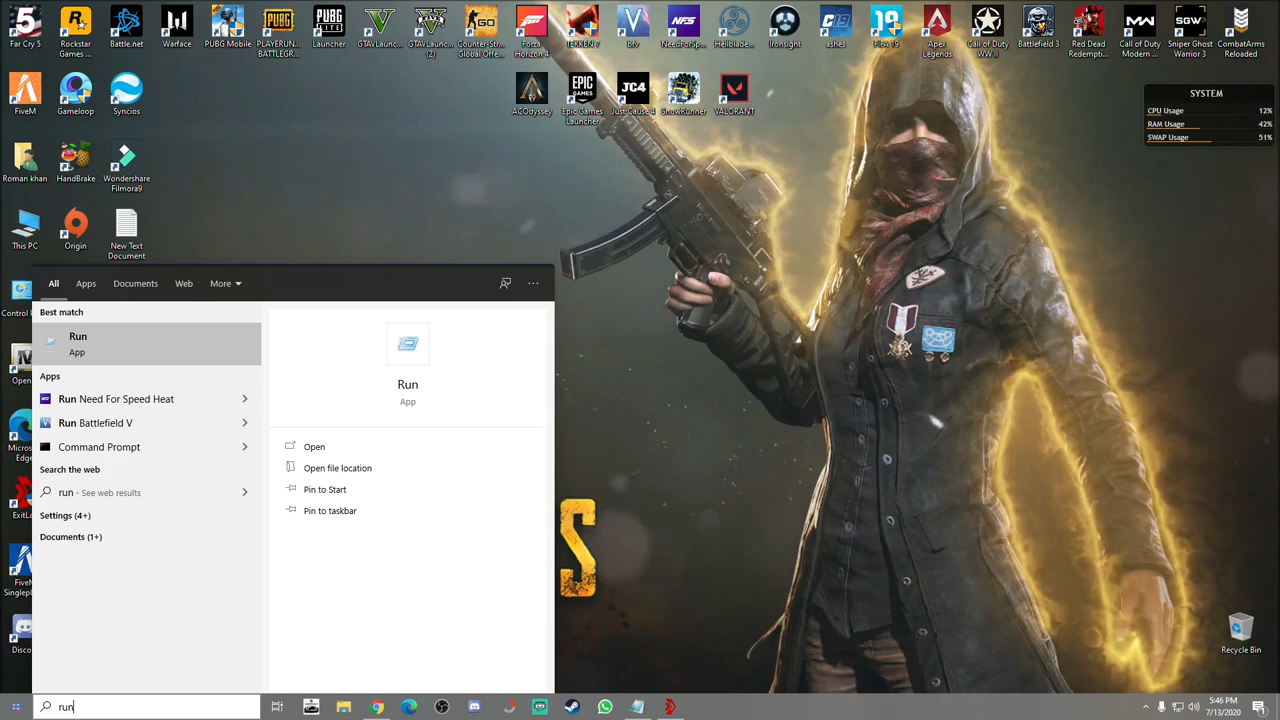 Far Cry 5
Rockstar Games ...
Battle.net
Warface
PUBG Mobile
PLAYERUN... BATTLEGR...
Launcher
GTAVLaunc...
GTAVLaunc... (2)
Counter-Str... Global Offe...
Forza Horizon 4
TEKKEN 7
bfv
NeedForSp...
Hellblade...
Ironsight
ashes
FIFA 19
Apex Legends
Call of Duty WW II
Battlefield 3
Red Dead Redempti...
Call of Duty Modern ...
Sniper Ghost Warrior 3
CombatArms Reloaded
FiveM
Gameloop
Syncios
ACOdyssey
Epic Games Launcher
Just Cause 4
SnowRunner
VALORANT
SYSTEM
CPU Usage 12%
RAM Usage 42%
SWAP Usage 51%
Roman khan
HandBrake
Wondershare Filmora9
This PC
Origin
New Text Document
All Apps Documents Web More
Best match
Run
App
Apps
Run Need For Speed Heat
Run Battlefield V
Command Prompt
Search the web
run - See web results
Settings (4+)
Documents (1+)
Run
App
Open
Open file location
Pin to Start
Pin to taskbar
S
Recycle Bin
run
5:46 PM
7/13/2020